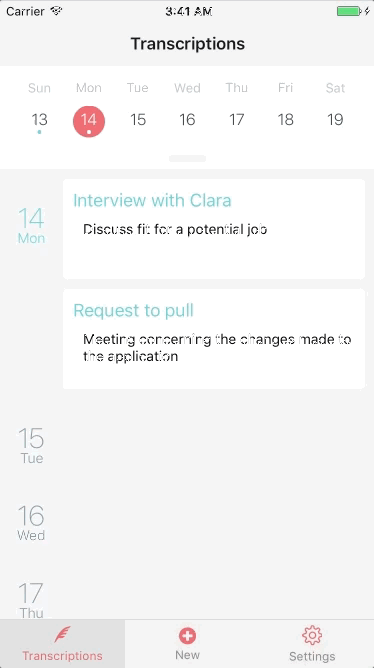 Carrier 3:41 AM
Transcriptions
Sun Mon Tue Wed Thu Fri Sat
13 14 15 16 17 18 19
14
Mon
Interview with Clara
Discuss fit for a potential job
Request to pull
Meeting concerning the changes made to
the application
15
Tue
16
Wed
17
Thu
Transcriptions New Settings